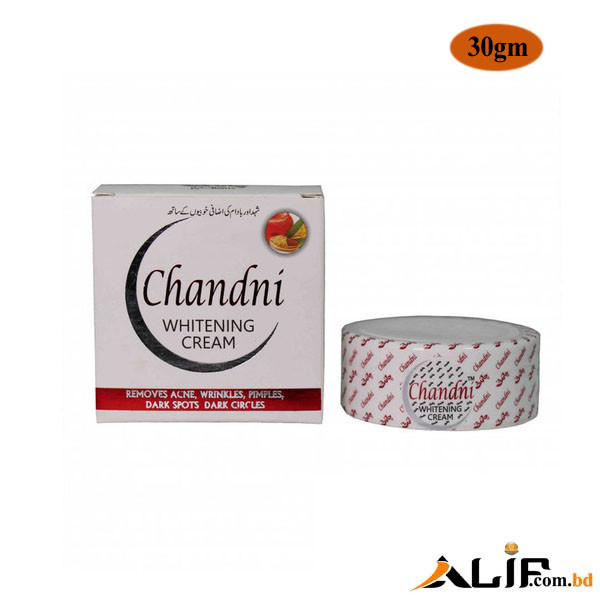 30gm
شہد اور بادام کی اضافی خوبیوں کے ساتھ
Chandni
WHITENING
CREAM
REMOVES ACNE, WRINKLES, PIMPLES,
DARK SPOTS DARK CIRCLES
Chandni™
WHITENING
CREAM
ALIF.com.bd